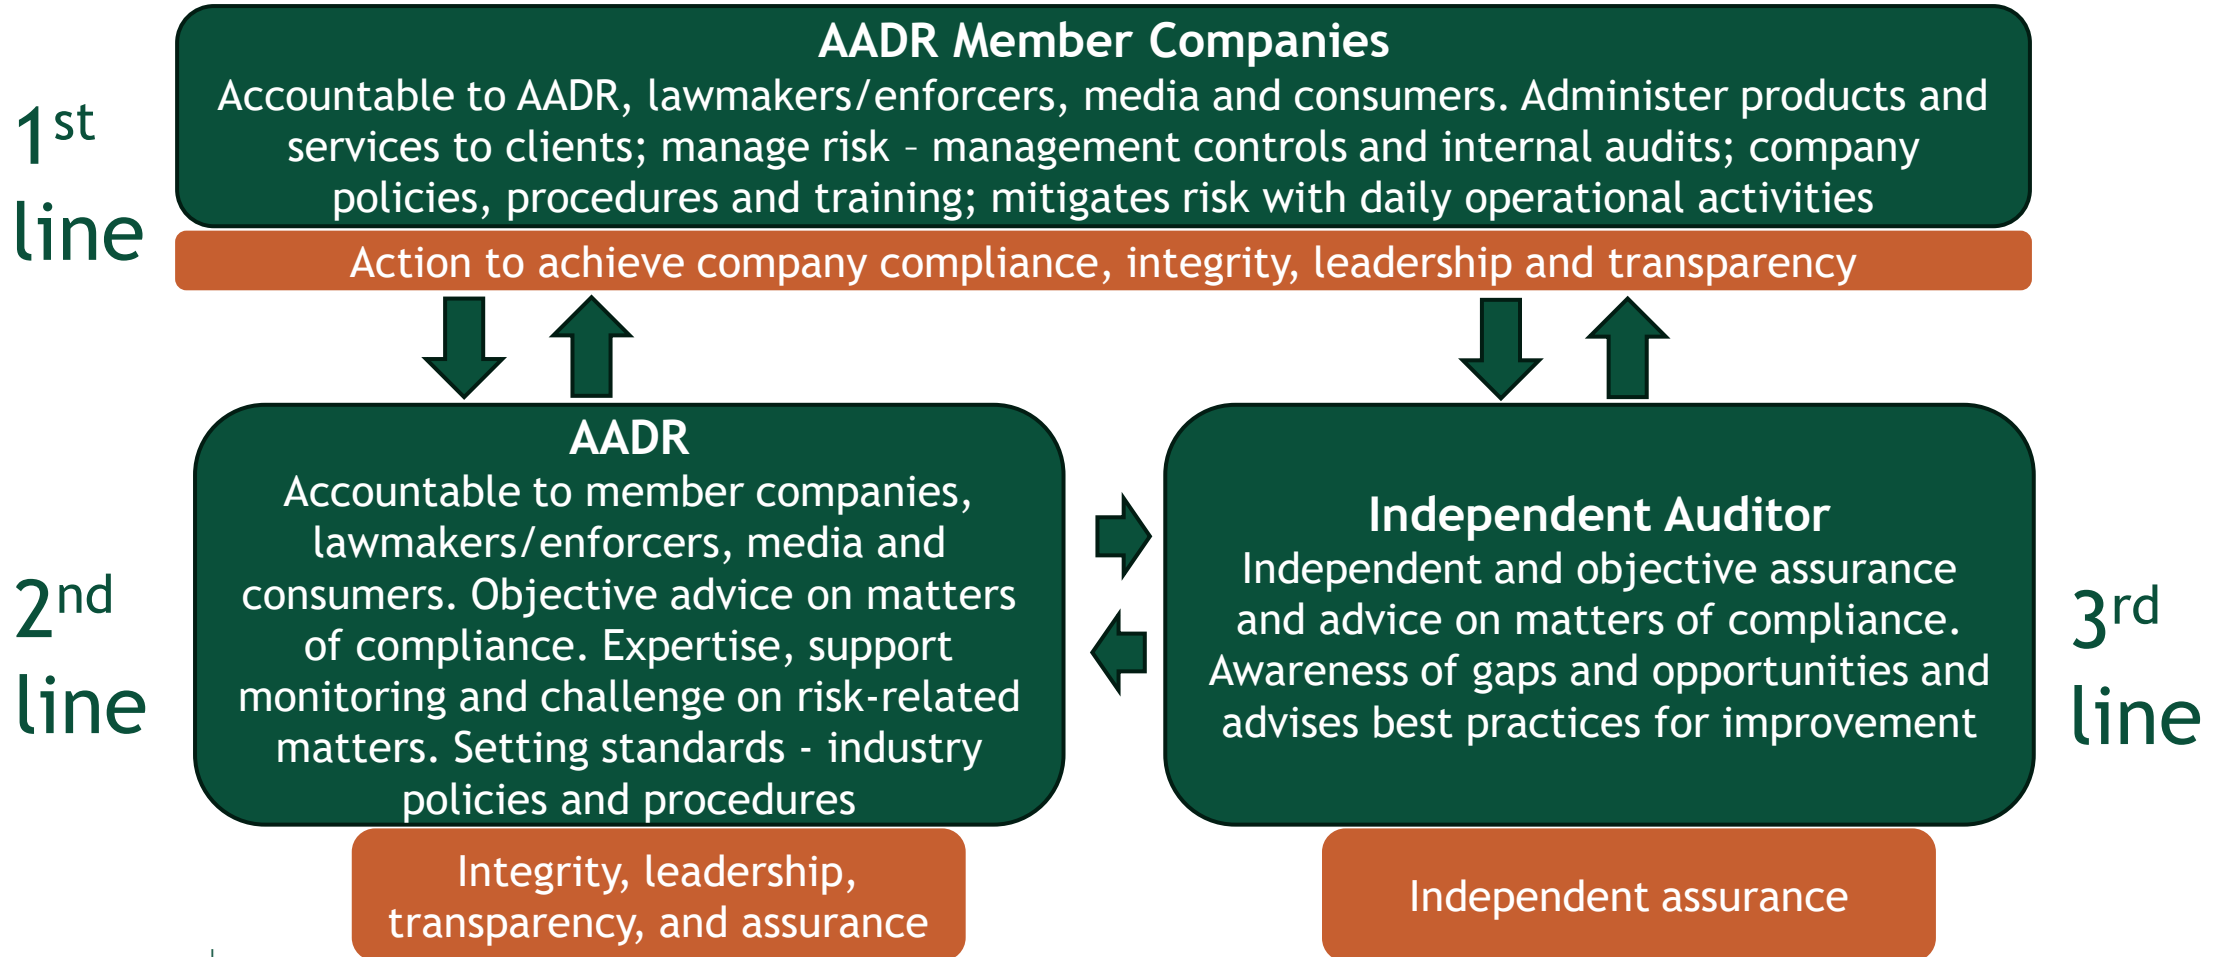 AADR Member Companies
Accountable to AADR, lawmakers/enforcers, media and consumers. Administer products and
services to clients; manage risk – management controls and internal audits; company
policies, procedures and training; mitigates risk with daily operational activities
1st
line
Action to achieve company compliance, integrity, leadership and transparency
AADR
Accountable to member companies,
lawmakers/enforcers, media and
consumers. Objective advice on matters
of compliance. Expertise, support
monitoring and challenge on risk-related
matters. Setting standards - industry
policies and procedures
2nd
line
Integrity, leadership,
transparency, and assurance
Independent Auditor
Independent and objective assurance
and advice on matters of compliance.
Awareness of gaps and opportunities and
advises best practices for improvement
3rd
line
Independent assurance